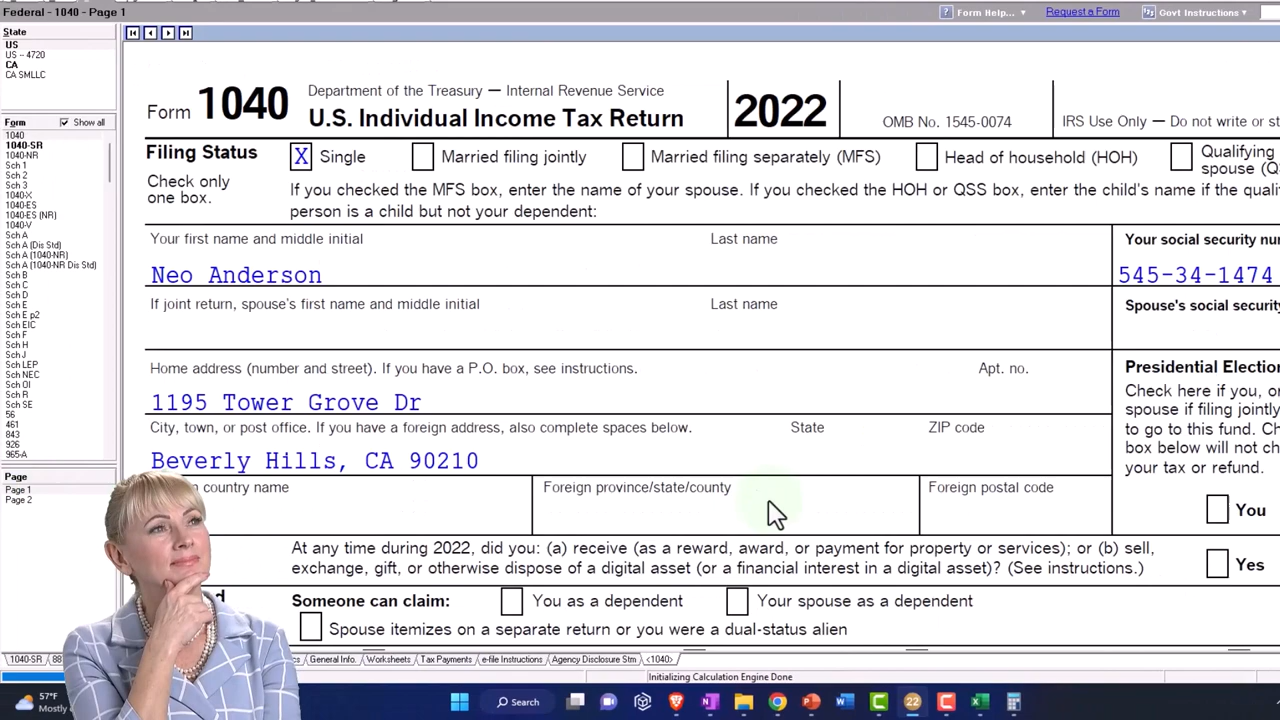 Federal - 1040 - Page 1
Form Help...
Request a Form
Govt Instructions
State
US
US -- 4720
CA
CA SMLLC
Form
Show all
1040
1040-SR
1040-NR
Sch 1
Sch 2
Sch 3
1040-X
1040-ES
1040-ES (NR)
1040-V
Sch A
Sch A (Dis Std)
Sch A (1040-NR)
Sch A (1040-NR Dis Std)
Sch B
Sch C
Sch D
Sch E
Sch E p2
Sch EIC
Sch F
Sch H
Sch J
Sch LEP
Sch NEC
Sch OI
Sch R
Sch SE
56
461
843
926
965-A
Page
Page 1
Page 2
Form 1040
Department of the Treasury — Internal Revenue Service
U.S. Individual Income Tax Return
2022
OMB No. 1545-0074
IRS Use Only — Do not write or st
Filing Status
Check only
one box.
X Single
Married filing jointly
Married filing separately (MFS)
Head of household (HOH)
Qualifying
spouse (QS
If you checked the MFS box, enter the name of your spouse. If you checked the HOH or QSS box, enter the child's name if the quali
person is a child but not your dependent:
Your first name and middle initial
Last name
Your social security nu
Neo Anderson
545-34-1474
If joint return, spouse's first name and middle initial
Last name
Spouse's social securit
Home address (number and street). If you have a P.O. box, see instructions.
Apt. no.
1195 Tower Grove Dr
City, town, or post office. If you have a foreign address, also complete spaces below.
State
ZIP code
Beverly Hills, CA 90210
Presidential Election
Check here if you, or
spouse if filing jointly
to go to this fund. Ch
box below will not ch
your tax or refund.
You
country name
Foreign province/state/county
Foreign postal code
At any time during 2022, did you: (a) receive (as a reward, award, or payment for property or services); or (b) sell,
exchange, gift, or otherwise dispose of a digital asset (or a financial interest in a digital asset)? (See instructions.)
Yes
Someone can claim:
You as a dependent
Your spouse as a dependent
Spouse itemizes on a separate return or you were a dual-status alien
1040-SR
General Info.
Worksheets
Tax Payments
e-file Instructions
Agency Disclosure Stm
<1040>
Initializing Calculation Engine Done
57°F
Mostly
Search
22